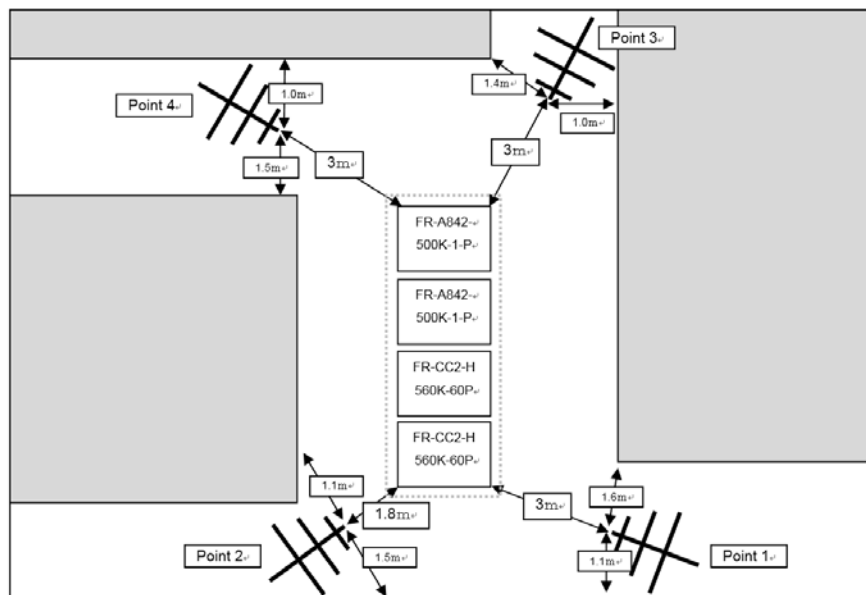 Point 3
1.4m
1.0m
Point 4
1.0m
1.5m
3m
3m
FR-A842-
500K-1-P
FR-A842-
500K-1-P
FR-CC2-H
560K-60P
FR-CC2-H
560K-60P
1.1m
1.8m
3m
1.6m
Point 2
1.5m
1.1m
Point 1